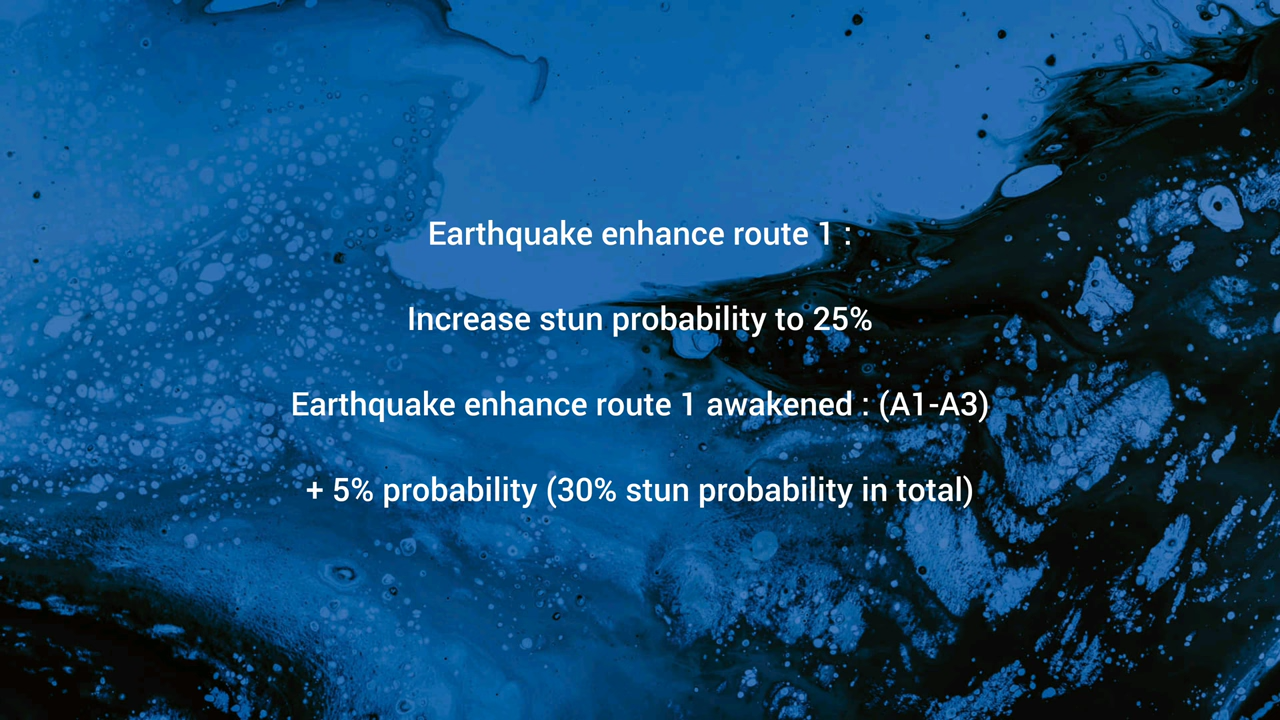 Earthquake enhance route 1 :
Increase stun probability to 25%
Earthquake enhance route 1 awakened : (A1-A3)
+ 5% probability (30% stun probability in total)